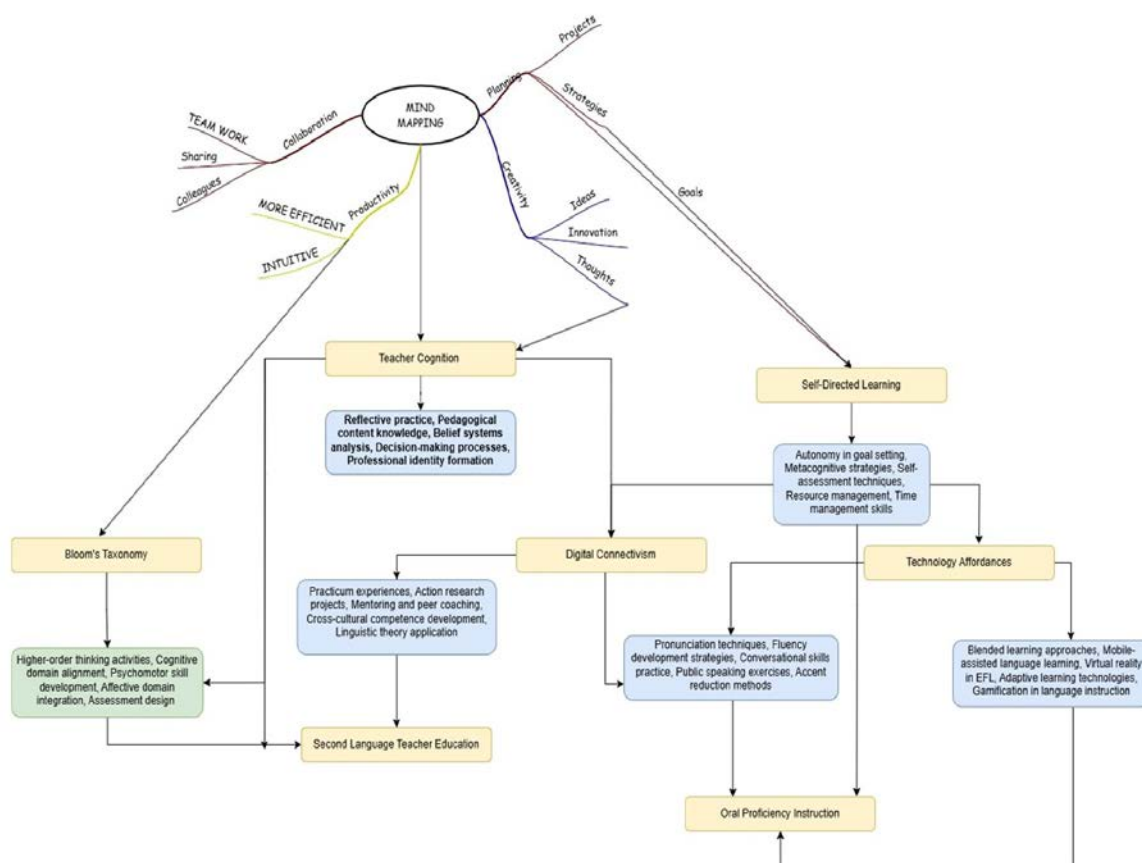 Projects
Planning
Strategies
Goals
MIND
MAPPING
Collaboration
TEAM WORK
Sharing
Colleagues
Productivity
MORE EFFICIENT
INTUITIVE
Creativity
Ideas
Innovation
Thoughts
Teacher Cognition
Reflective practice, Pedagogical
content knowledge, Belief systems
analysis, Decision-making processes,
Professional identity formation
Self-Directed Learning
Autonomy in goal setting,
Metacognitive strategies, Self-
assessment techniques,
Resource management, Time
management skills
Bloom's Taxonomy
Higher-order thinking activities, Cognitive
domain alignment, Psychomotor skill
development, Affective domain
integration, Assessment design
Digital Connectivism
Practicum experiences, Action research
projects, Mentoring and peer coaching,
Cross-cultural competence development,
Linguistic theory application
Technology Affordances
Pronunciation techniques, Fluency
development strategies, Conversational skills
practice, Public speaking exercises, Accent
reduction methods
Blended learning approaches, Mobile-
assisted language learning, Virtual reality
in EFL, Adaptive learning technologies,
Gamification in language instruction
Second Language Teacher Education
Oral Proficiency Instruction